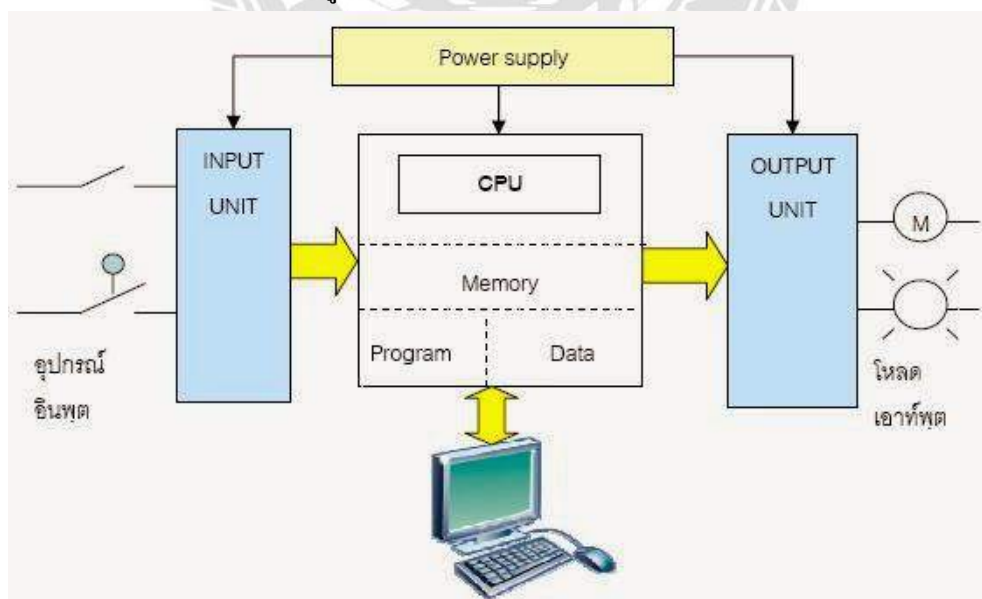 Power supply
INPUT
UNIT
CPU
Memory
Program
Data
OUTPUT
UNIT
M
อุปกรณ์
อินพุต
โหลด
เอาท์พุต